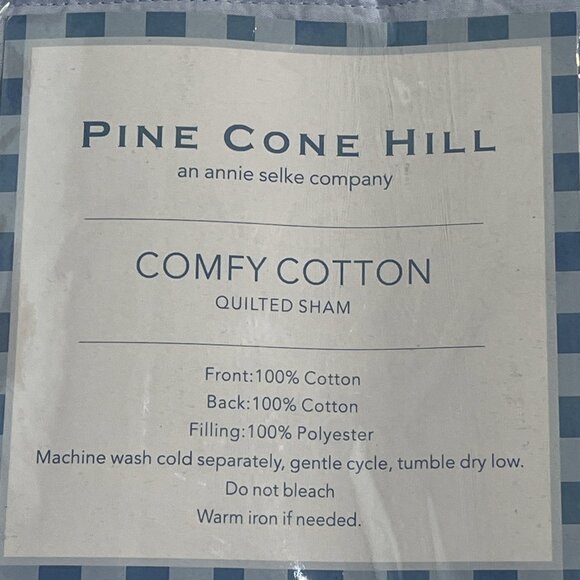 PINE CONE HILL
an annie selke company
COMFY COTTON
QUILTED SHAM
Front:100% Cotton
Back:100% Cotton
Filling:100% Polyester
Machine wash cold separately, gentle cycle, tumble dry low.
Do not bleach
Warm iron if needed.